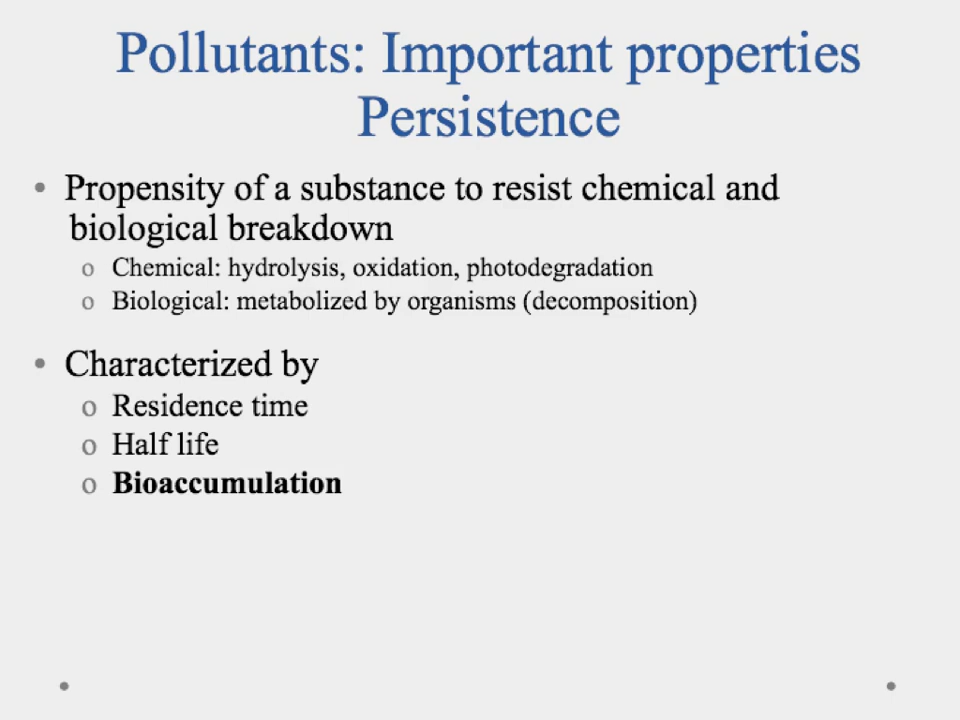 Pollutants: Important properties
Persistence
• Propensity of a substance to resist chemical and
biological breakdown
o Chemical: hydrolysis, oxidation, photodegradation
o Biological: metabolized by organisms (decomposition)
• Characterized by
o Residence time
o Half life
o Bioaccumulation